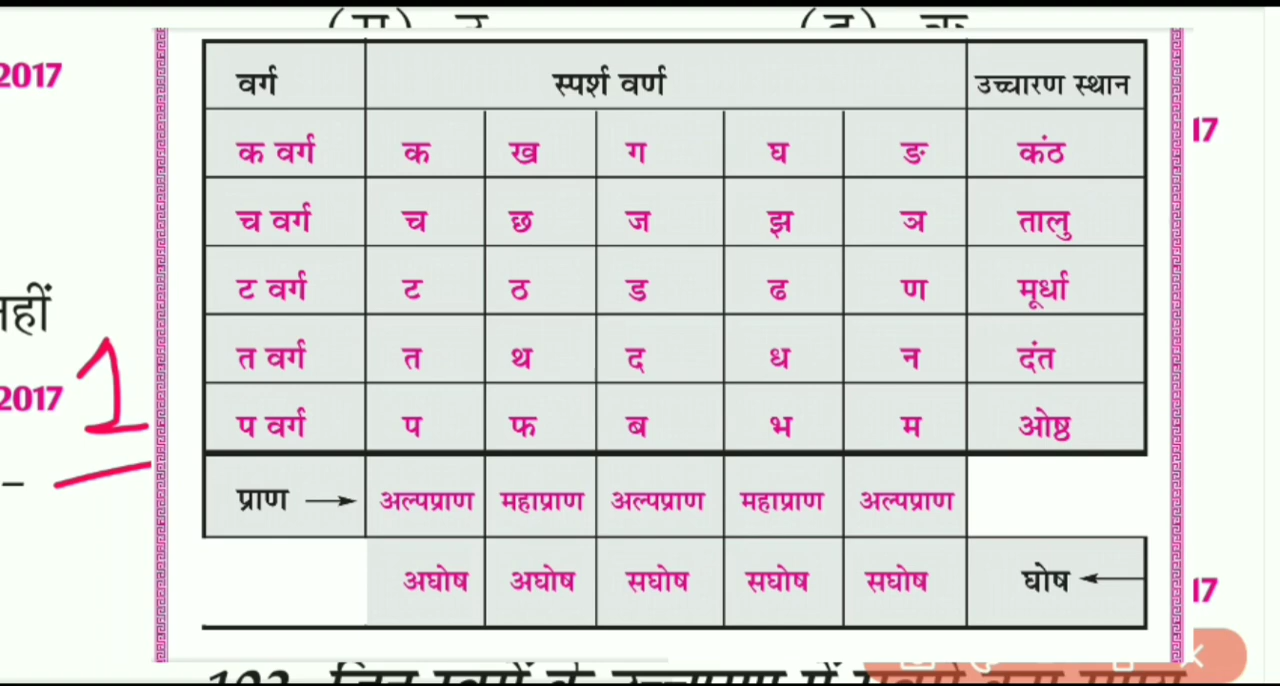 2017
वर्ग स्पर्श वर्ण उच्चारण स्थान
क वर्ग क ख ग घ ङ कंठ
17
च वर्ग च छ ज झ ञ तालु
ट वर्ग ट ठ ड ढ ण मूर्धा
त वर्ग त थ द ध न दंत
2017
1
प वर्ग प फ ब भ म ओष्ठ
प्राण → अल्पप्राण महाप्राण अल्पप्राण महाप्राण अल्पप्राण
अघोष अघोष सघोष सघोष सघोष घोष ←
17